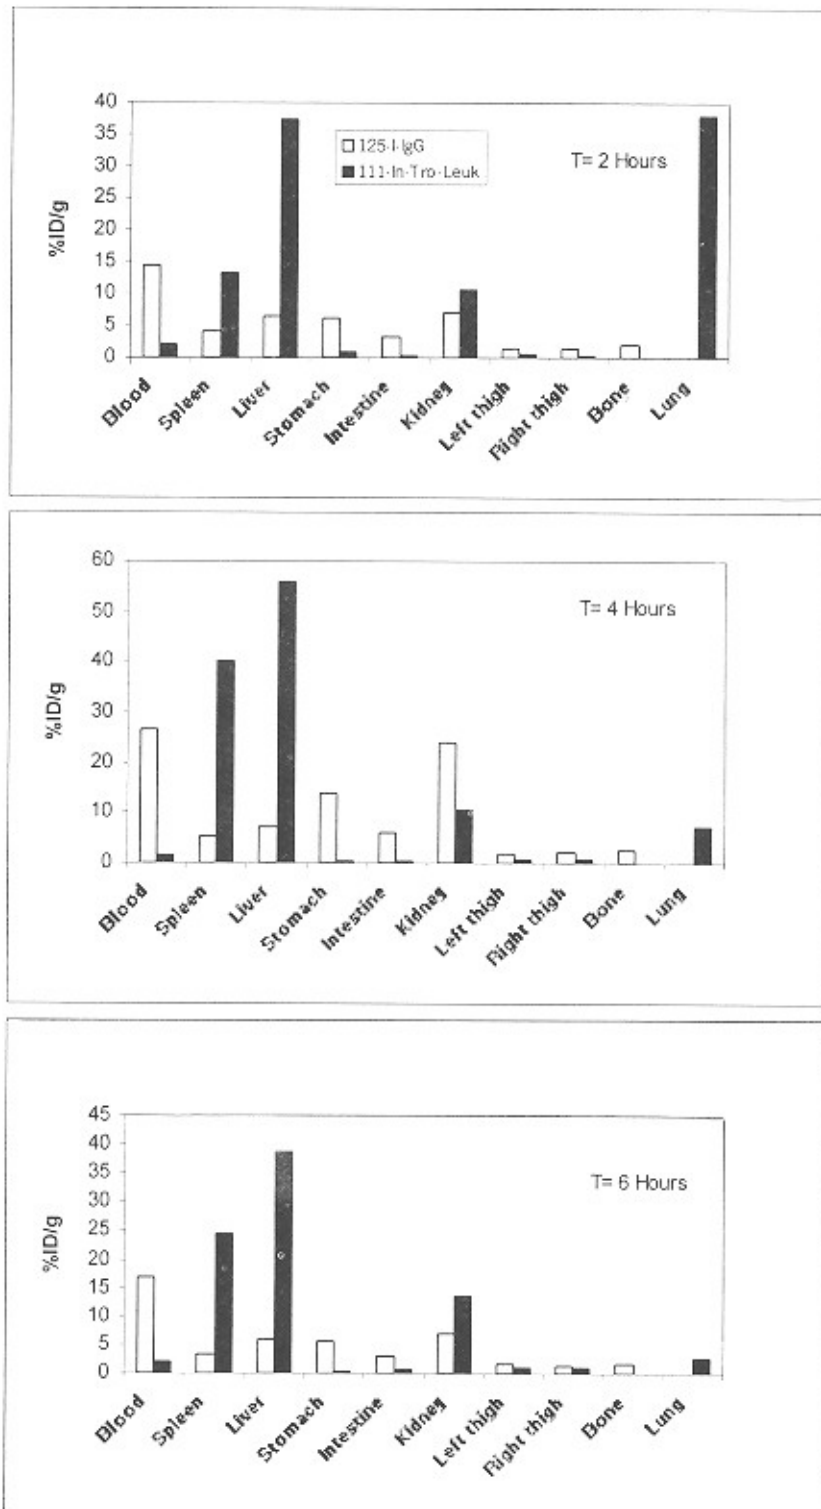 40
35
30
25
20
15
10
5
0
%ID/g
125-I-IgG
111-In-Tro-Leuk
T= 2 Hours
Blood
Spleen
Liver
Stomach
Intestine
Kidneg
Left thigh
Right thigh
Bone
Lung
60
50
40
30
20
10
0
%ID/g
T= 4 Hours
Blood
Spleen
Liver
Stomach
Intestine
Kidneg
Left thigh
Right thigh
Bone
Lung
45
40
35
30
25
20
15
10
5
0
%ID/g
T= 6 Hours
Blood
Spleen
Liver
Stomach
Intestine
Kidneg
Left thigh
Right thigh
Bone
Lung